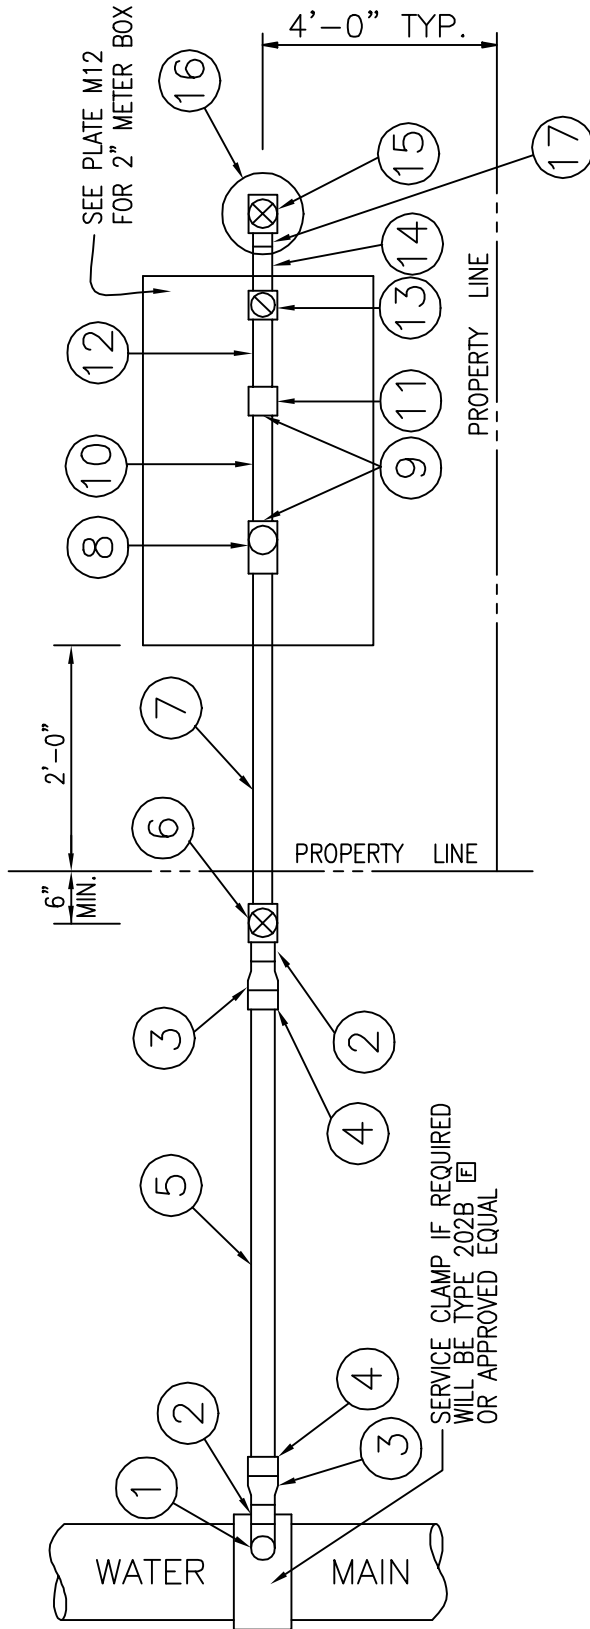 4'-0" TYP.
SEE PLATE M12
FOR 2" METER BOX
16
15
17
14
13
12
11
10
9
8
PROPERTY LINE
2'-0"
7
6
6"
MIN.
PROPERTY LINE
3
2
4
5
SERVICE CLAMP IF REQUIRED
WILL BE TYPE 202B F
OR APPROVED EQUAL
4
2
3
1
WATER MAIN